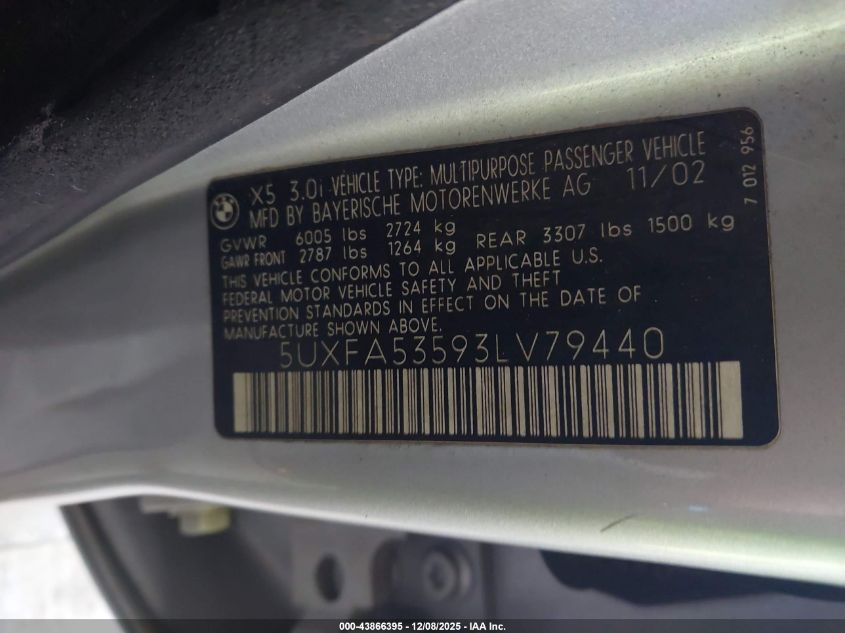 BMW
X5 3.0i VEHICLE TYPE: MULTIPURPOSE PASSENGER VEHICLE
MFD BY BAYERISCHE MOTORENWERKE AG 11/02
GVWR 6005 lbs 2724 kg
GAWR FRONT 2787 lbs 1264 kg REAR 3307 lbs 1500 kg
THIS VEHICLE CONFORMS TO ALL APPLICABLE U.S.
FEDERAL MOTOR VEHICLE SAFETY AND THEFT
PREVENTION STANDARDS IN EFFECT ON THE DATE OF
MANUFACTURE SHOWN ABOVE.
5UXFA53593LV79440
7 012 956
000-43866395 - 12/08/2025 - IAA Inc.